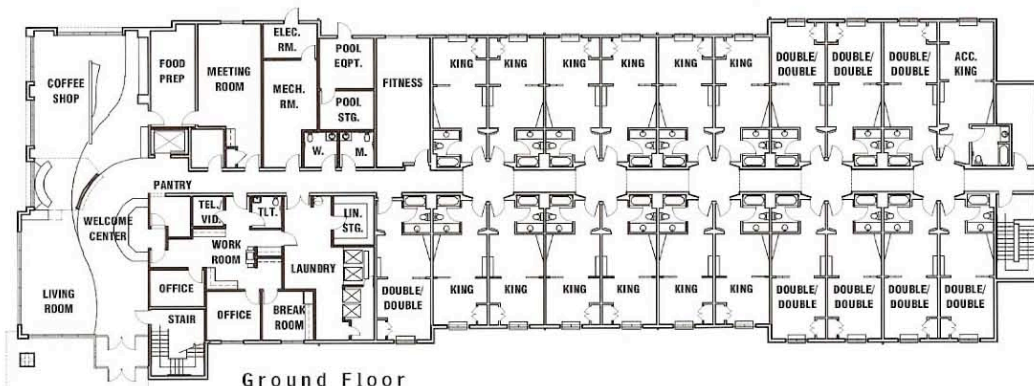 ELEC.
RM.
POOL
EQPT.
FOOD
PREP
MEETING
ROOM
MECH.
RM.
POOL
STG.
FITNESS
KING
KING
KING
KING
KING
KING
DOUBLE/
DOUBLE
DOUBLE/
DOUBLE
DOUBLE/
DOUBLE
ACC.
KING
COFFEE
SHOP
W.
M.
PANTRY
WELCOME
CENTER
TEL./
VID.
TLT.
LIN.
STG.
WORK
ROOM
LAUNDRY
OFFICE
LIVING
ROOM
STAIR
OFFICE
BREAK
ROOM
DOUBLE/
DOUBLE
KING
KING
KING
KING
KING
KING
DOUBLE/
DOUBLE
DOUBLE/
DOUBLE
DOUBLE/
DOUBLE
DOUBLE/
DOUBLE
Ground Floor